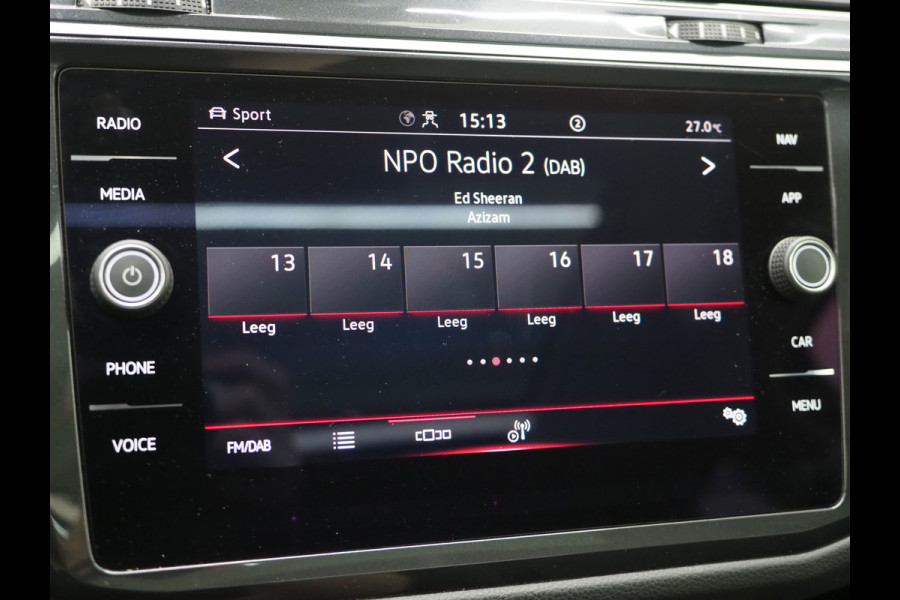 RADIO
MEDIA
PHONE
VOICE
Sport
15:13
2
27.0°C
< NPO Radio 2 (DAB) >
Ed Sheeran
Azizam
13 14 15 16 17 18
Leeg Leeg Leeg Leeg Leeg Leeg
FM/DAB
NAV
APP
CAR
MENU